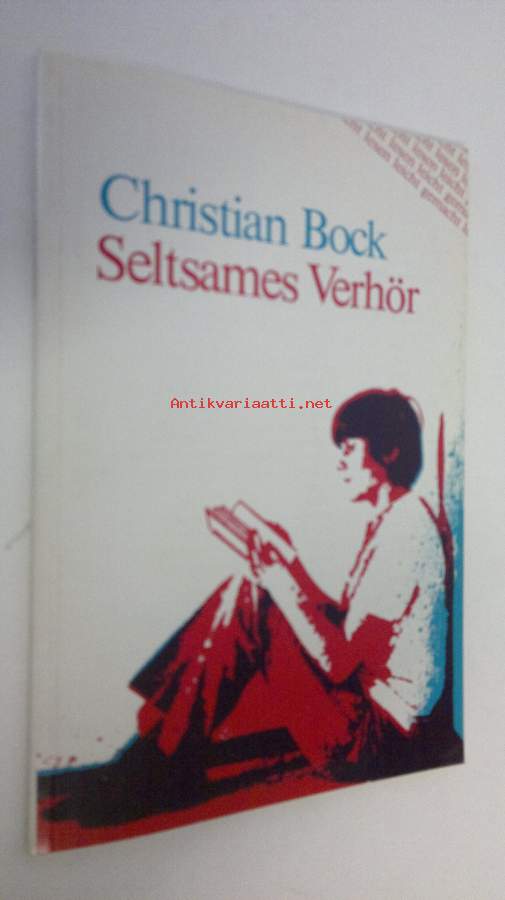 Christian Bock
Seltsames Verhör
Antikvariaatti.net